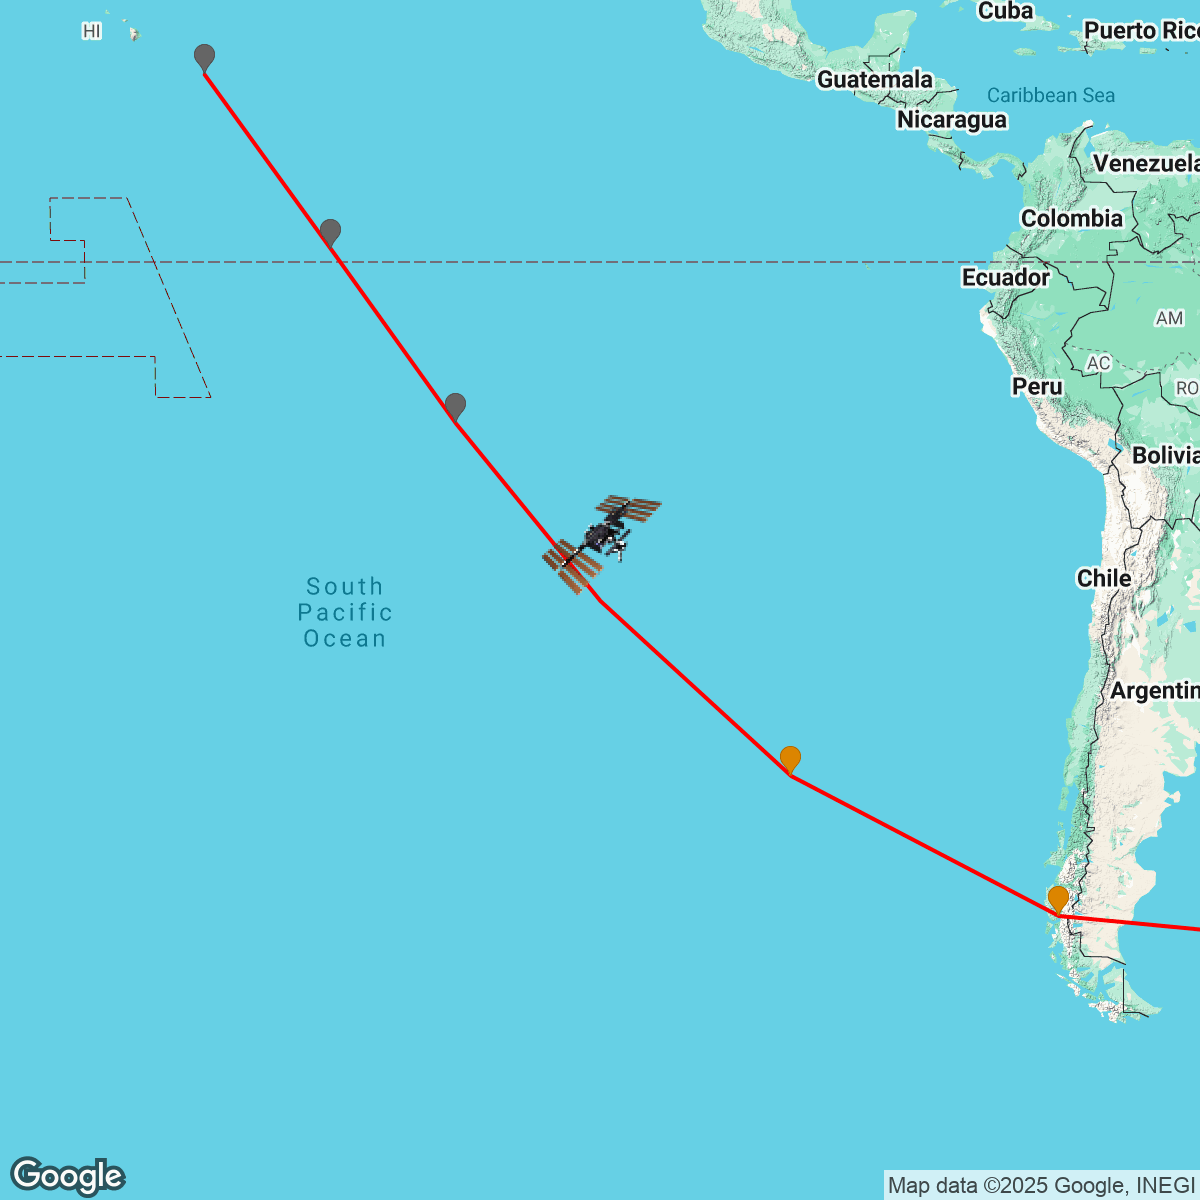 HI
Cuba
Puerto Rico
Guatemala
Caribbean Sea
Nicaragua
Venezuela
Colombia
Ecuador
AM
AC
Peru
RO
Bolivia
Chile
South
Pacific
Ocean
Argentin
Google
Map data ©2025 Google, INEGI